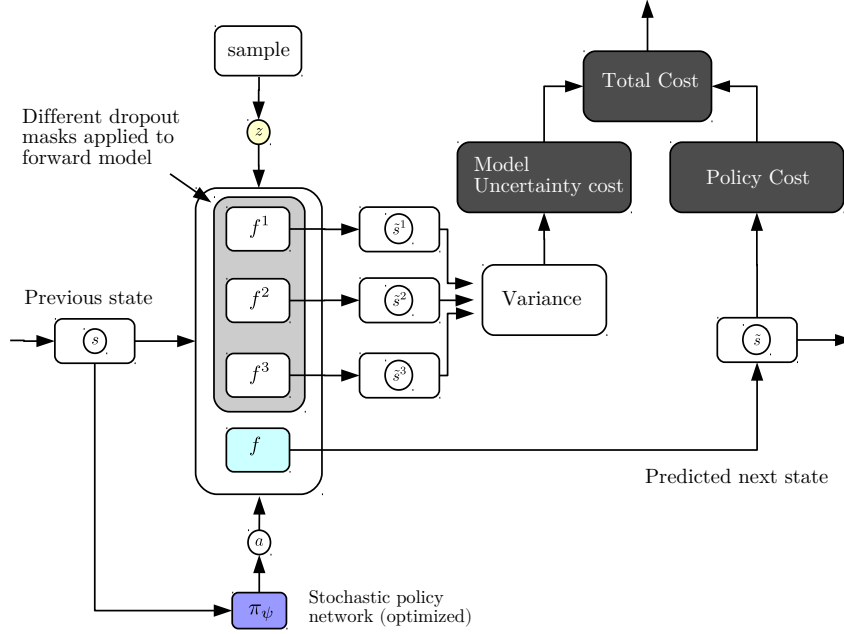 sample
Total Cost
Different dropout
masks applied to
forward model
z
Model
Uncertainty cost
Policy Cost
f¹
s̃¹
f²
s̃²
Variance
Previous state
s
s̃
f³
s̃³
f
Predicted next state
a
π_ψ
Stochastic policy
network (optimized)